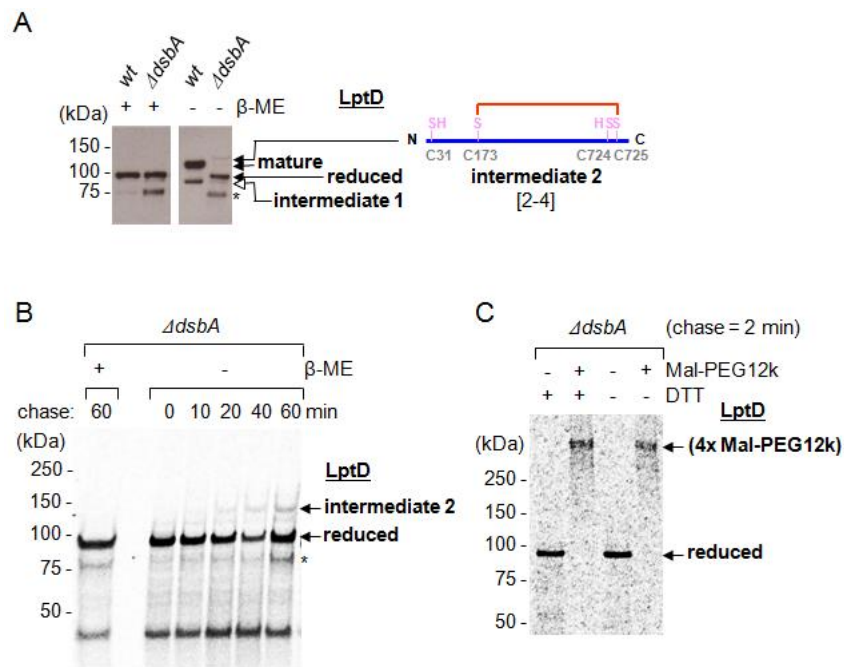 A
wt ΔdsbA wt ΔdsbA
(kDa) + + - - β-ME LptD
150 -
100 -
75 -
mature
reduced
intermediate 1
*
SH S H S S
N C
C31 C173 C724 C725
intermediate 2
[2-4]
B
ΔdsbA
+ - β-ME
chase: 60 0 10 20 40 60 min
(kDa) LptD
250 -
150 -
100 -
75 -
50 -
intermediate 2
reduced
*
C
ΔdsbA (chase = 2 min)
- + - + Mal-PEG12k
+ + - - DTT
(kDa) LptD
(4x Mal-PEG12k)
250 -
150 -
100 -
75 -
50 -
reduced